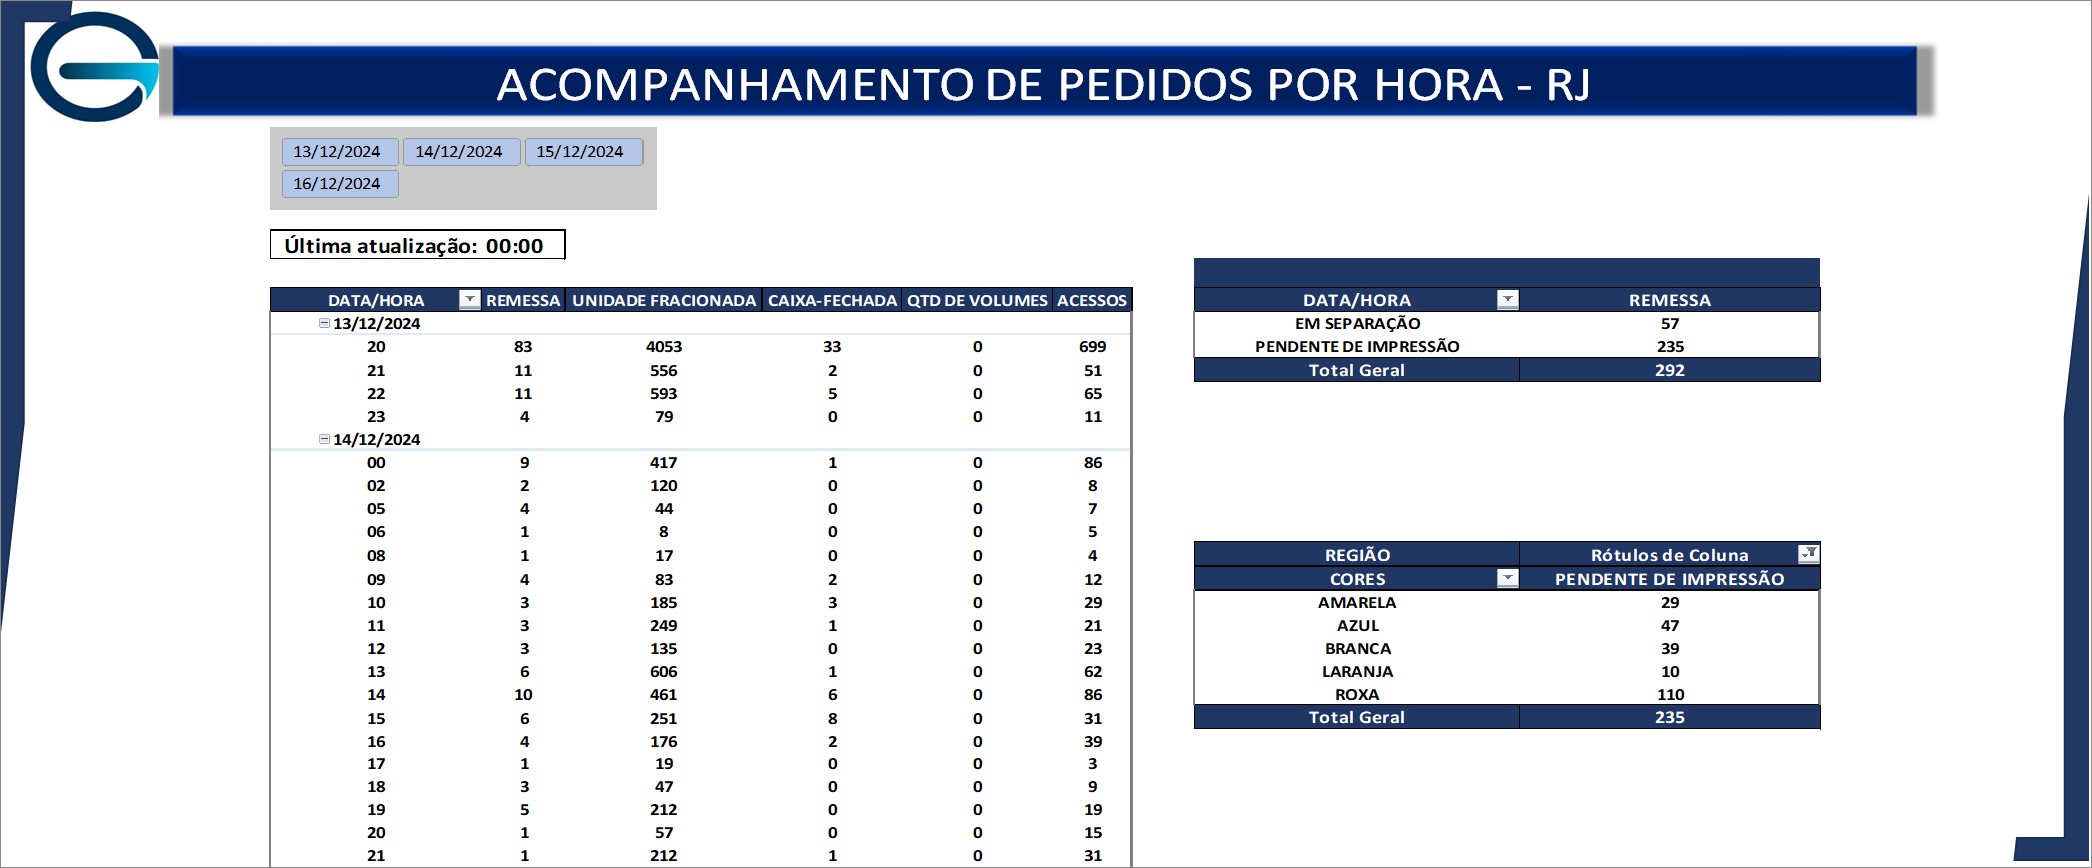 ACOMPANHAMENTO DE PEDIDOS POR HORA - RJ
13/12/2024 14/12/2024 15/12/2024
16/12/2024
Última atualização: 00:00
DATA/HORA REMESSA UNIDADE FRACIONADA CAIXA-FECHADA QTD DE VOLUMES ACESSOS
13/12/2024
20 83 4053 33 0 699
21 11 556 2 0 51
22 11 593 5 0 65
23 4 79 0 0 11
14/12/2024
00 9 417 1 0 86
02 2 120 0 0 8
05 4 44 0 0 7
06 1 8 0 0 5
08 1 17 0 0 4
09 4 83 2 0 12
10 3 185 3 0 29
11 3 249 1 0 21
12 3 135 0 0 23
13 6 606 1 0 62
14 10 461 6 0 86
15 6 251 8 0 31
16 4 176 2 0 39
17 1 19 0 0 3
18 3 47 0 0 9
19 5 212 0 0 19
20 1 57 0 0 15
21 1 212 1 0 31
DATA/HORA REMESSA
EM SEPARAÇÃO 57
PENDENTE DE IMPRESSÃO 235
Total Geral 292
REGIÃO Rótulos de Coluna
CORES PENDENTE DE IMPRESSÃO
AMARELA 29
AZUL 47
BRANCA 39
LARANJA 10
ROXA 110
Total Geral 235